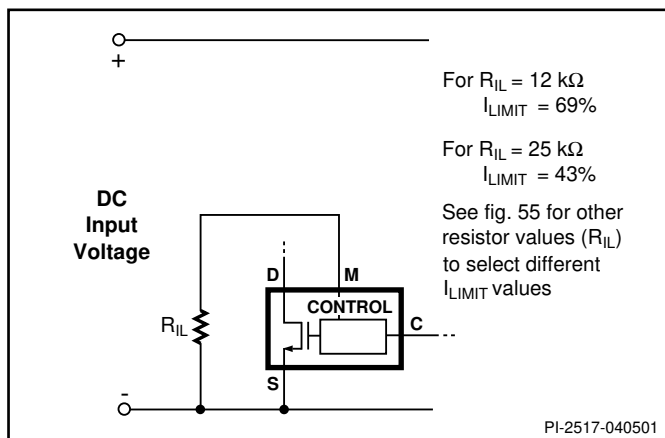 +
For R_IL = 12 kΩ
I_LIMIT = 69%
For R_IL = 25 kΩ
I_LIMIT = 43%
See fig. 55 for other
resistor values (R_IL)
to select different
I_LIMIT values
DC
Input
Voltage
D
M
CONTROL
C
R_IL
S
-
PI-2517-040501